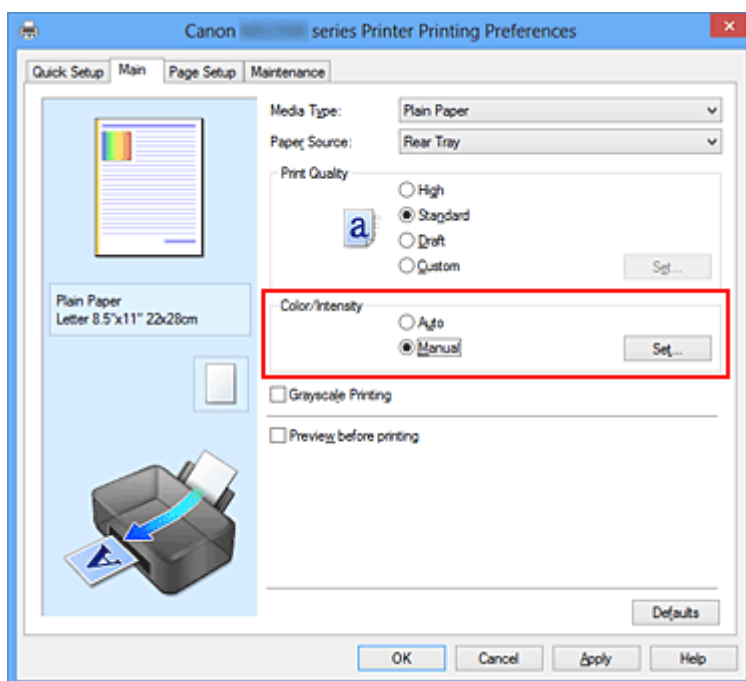 Canon series Printer Printing Preferences
×
Quick Setup Main Page Setup Maintenance
Media Type: Plain Paper
Paper Source: Rear Tray
Print Quality
High
a Standard
Draft
Custom Set...
Plain Paper
Letter 8.5"x11" 22x28cm
Color/Intensity
Auto
Manual Set...
Grayscale Printing
Preview before printing
A
Defaults
OK Cancel Apply Help